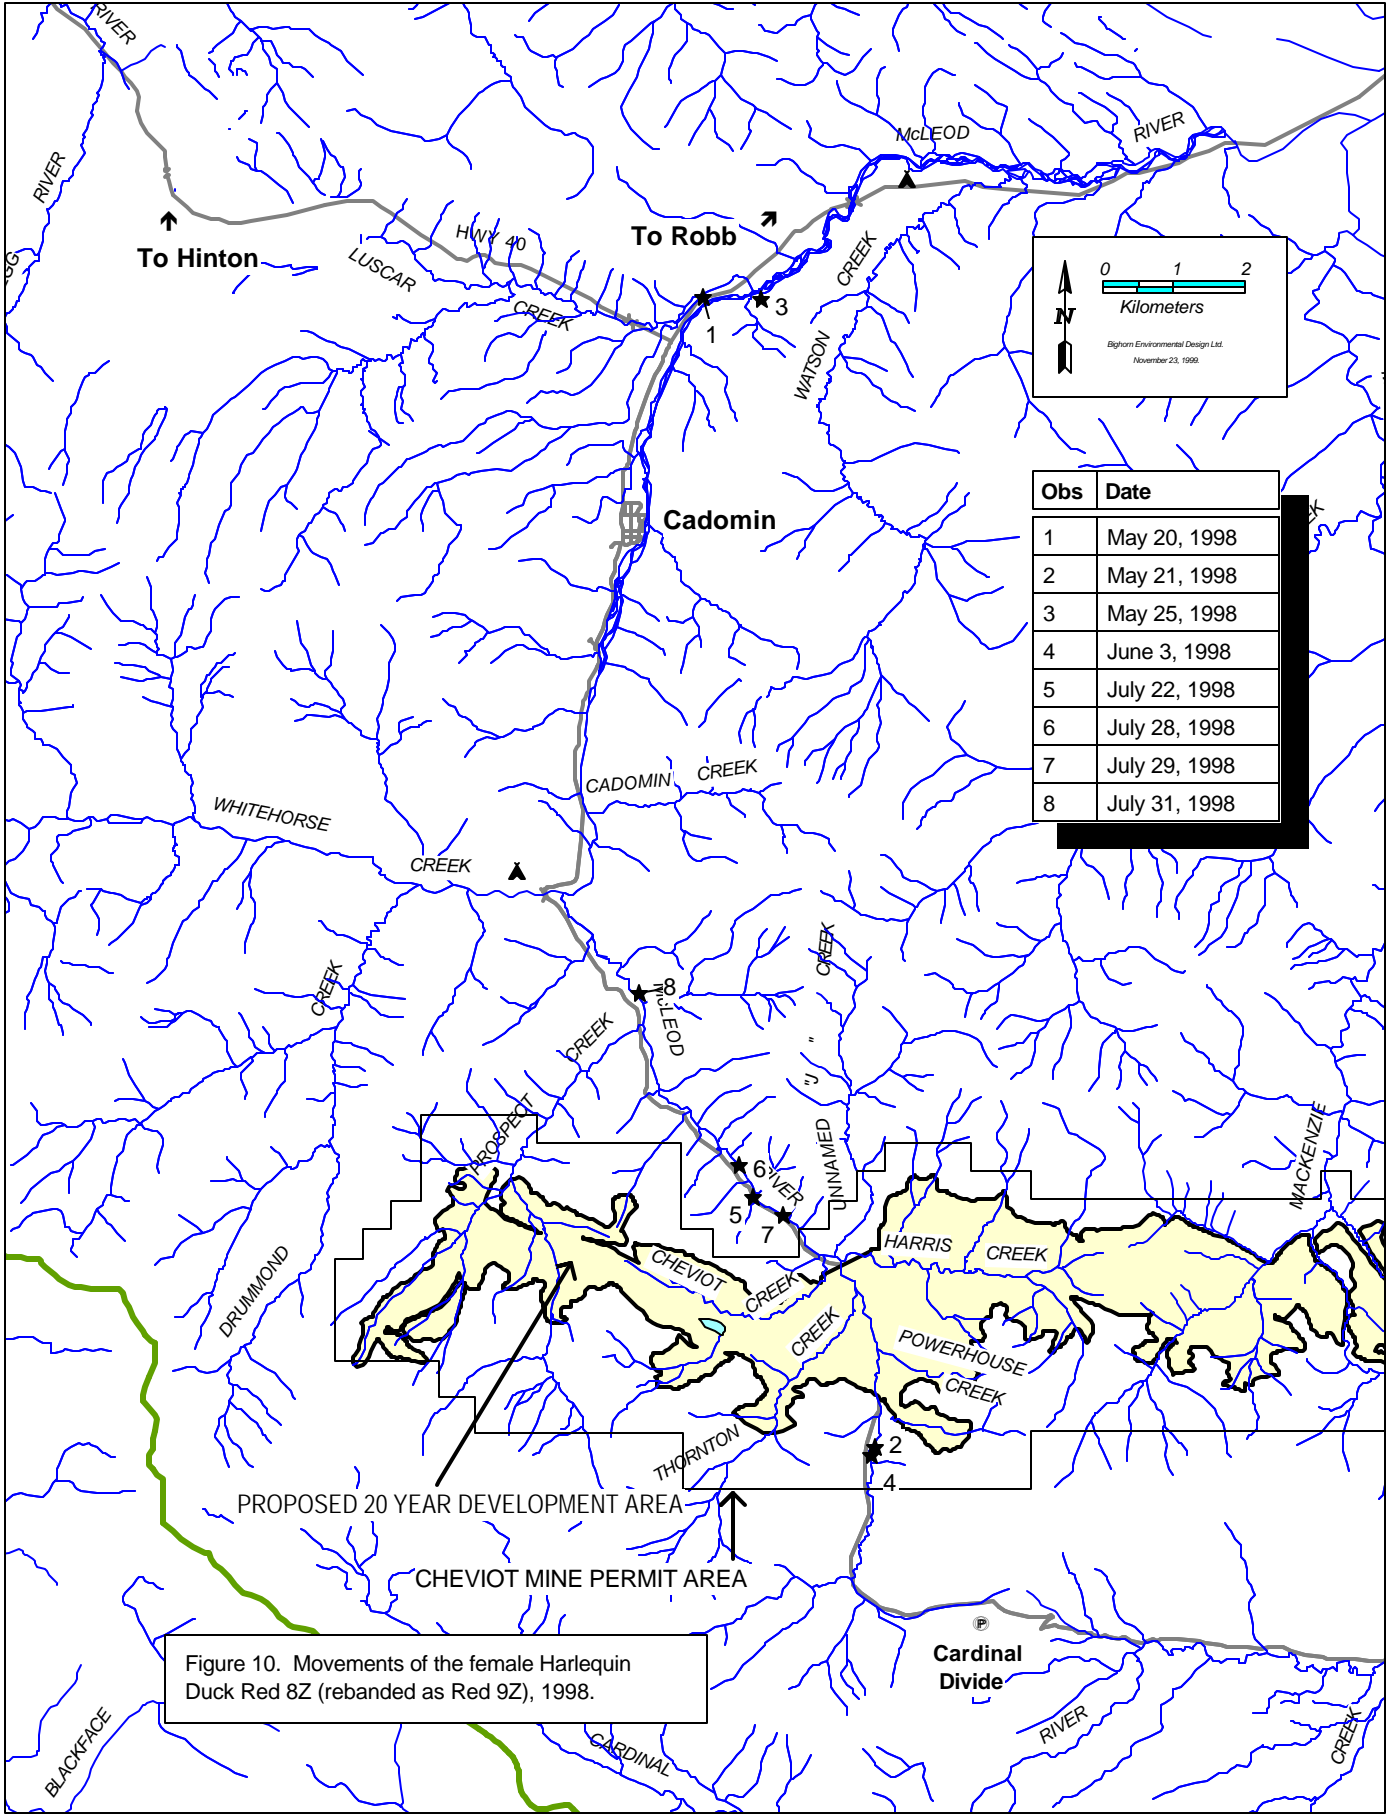 RIVER
McLEOD
RIVER
RIVER
To Robb
To Hinton
HWY 40
CREEK
LUSCAR
CREEK
WATSON
1
3
0 1 2
Kilometers
N
Bighorn Environmental Design Ltd.
November 23, 1999.
Cadomin
Obs Date
1 May 20, 1998
2 May 21, 1998
3 May 25, 1998
4 June 3, 1998
5 July 22, 1998
6 July 28, 1998
7 July 29, 1998
8 July 31, 1998
CADOMIN CREEK
WHITEHORSE
CREEK
CREEK
CREEK
8
McLEOD
CREEK
"J"
UNNAMED
PROSPECT
MACKENZIE
6
RIVER
5
7
HARRIS CREEK
CHEVIOT
CREEK
DRUMMOND
CREEK
POWERHOUSE
CREEK
THORNTON
2
4
PROPOSED 20 YEAR DEVELOPMENT AREA
CHEVIOT MINE PERMIT AREA
P
Cardinal
Divide
Figure 10. Movements of the female Harlequin
Duck Red 8Z (rebanded as Red 9Z), 1998.
RIVER
CREEK
BLACKFACE
CARDINAL